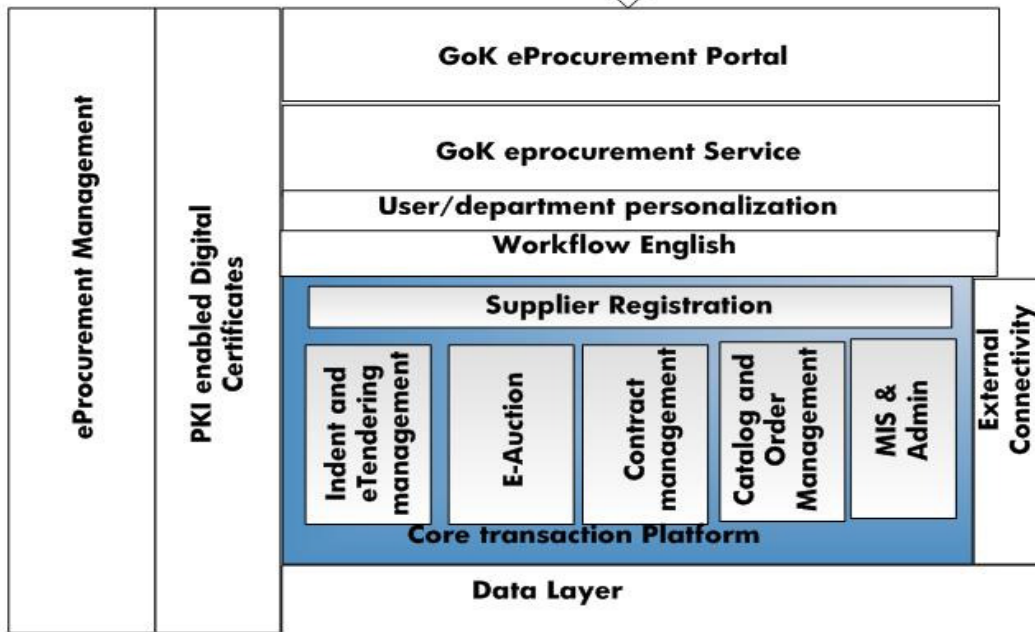 eProcurement Management
PKI enabled Digital
Certificates
GoK eProcurement Portal
GoK eprocurement Service
User/department personalization
Workflow English
Supplier Registration
Indent and
eTendering
management
E-Auction
Contract
management
Catalog and
Order
Management
MIS &
Admin
Core transaction Platform
External
Connectivity
Data Layer